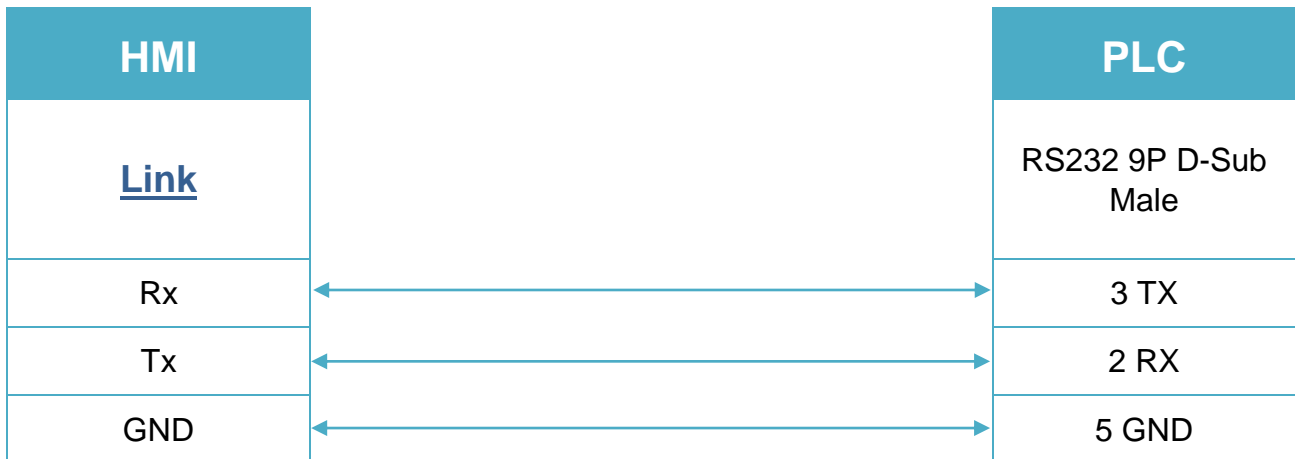 HMI
PLC
Link
RS232 9P D-Sub
Male
Rx
3 TX
Tx
2 RX
GND
5 GND